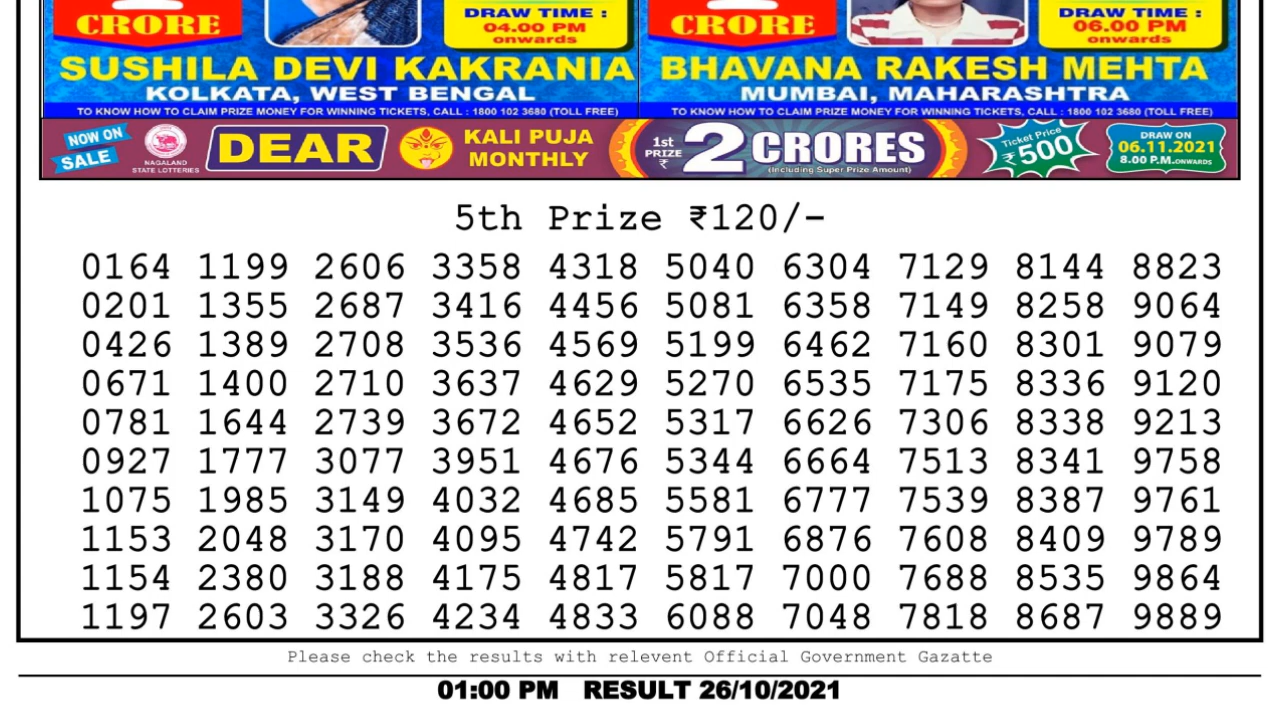 CRORE
DRAW TIME :
04.00 PM
onwards
SUSHILA DEVI KAKRANIA
KOLKATA, WEST BENGAL
TO KNOW HOW TO CLAIM PRIZE MONEY FOR WINNING TICKETS, CALL : 1800 102 3680 (TOLL FREE)
CRORE
DRAW TIME :
06.00 PM
onwards
BHAVANA RAKESH MEHTA
MUMBAI, MAHARASHTRA
TO KNOW HOW TO CLAIM PRIZE MONEY FOR WINNING TICKETS, CALL : 1800 102 3680 (TOLL FREE)
NOW ON
SALE
NAGALAND
STATE LOTTERIES
DEAR
KALI PUJA
MONTHLY
1st
PRIZE
₹
2 CRORES
(Including Super Prize Amount)
Ticket Price
₹500
DRAW ON
06.11.2021
8.00 P.M.ONWARDS
5th Prize ₹120/-
0164 1199 2606 3358 4318 5040 6304 7129 8144 8823
0201 1355 2687 3416 4456 5081 6358 7149 8258 9064
0426 1389 2708 3536 4569 5199 6462 7160 8301 9079
0671 1400 2710 3637 4629 5270 6535 7175 8336 9120
0781 1644 2739 3672 4652 5317 6626 7306 8338 9213
0927 1777 3077 3951 4676 5344 6664 7513 8341 9758
1075 1985 3149 4032 4685 5581 6777 7539 8387 9761
1153 2048 3170 4095 4742 5791 6876 7608 8409 9789
1154 2380 3188 4175 4817 5817 7000 7688 8535 9864
1197 2603 3326 4234 4833 6088 7048 7818 8687 9889
Please check the results with relevent Official Government Gazatte
01:00 PM RESULT 26/10/2021